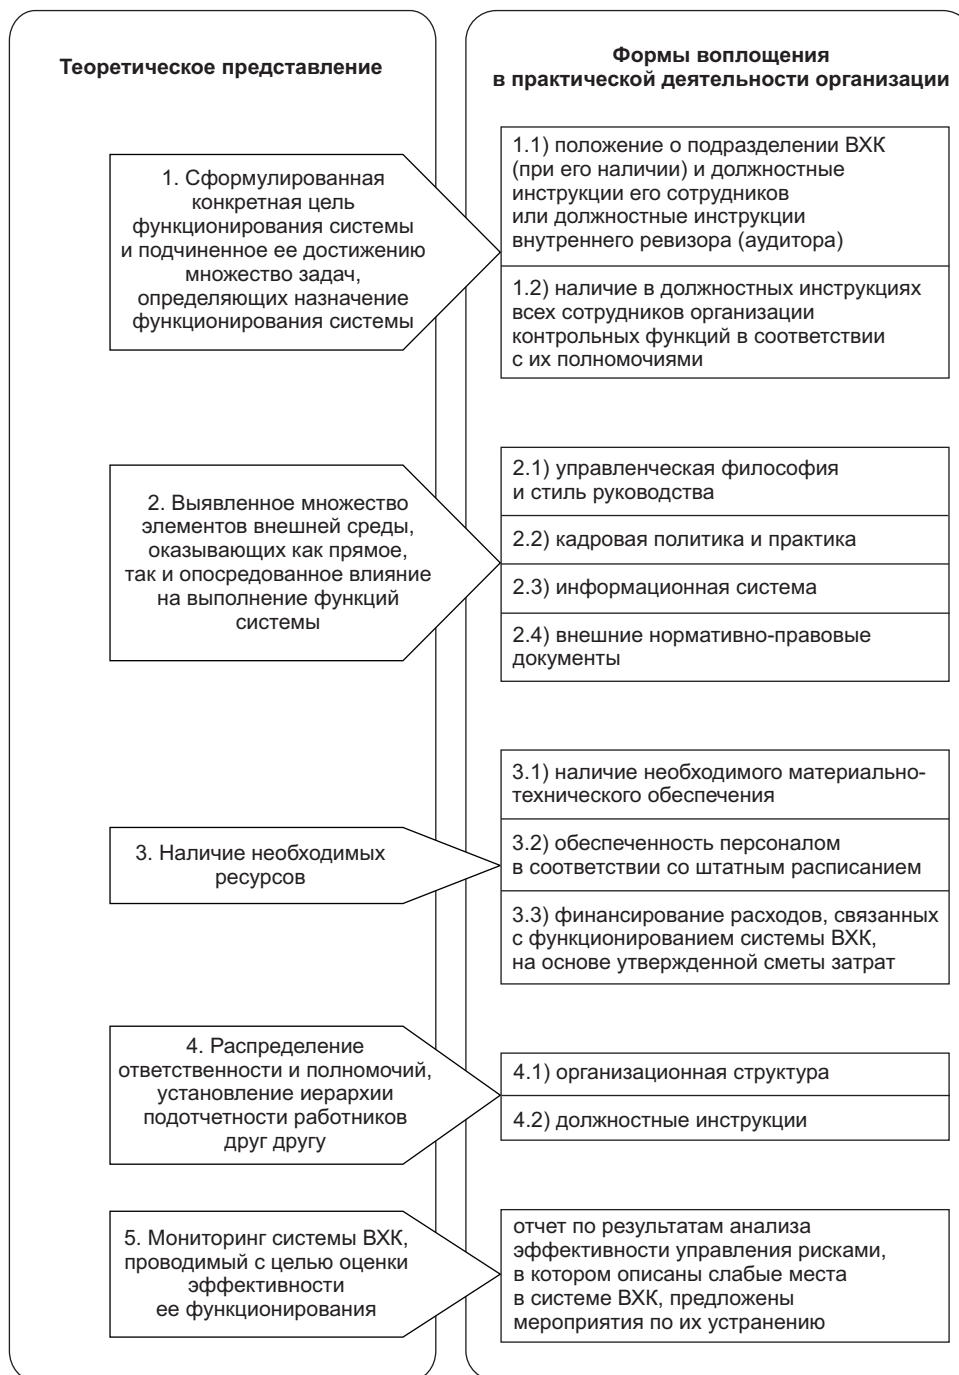 Теоретическое представление
Формы воплощения
в практической деятельности организации
1. Сформулированная
конкретная цель
функционирования системы
и подчиненное ее достижению
множество задач,
определяющих назначение
функционирования системы
1.1) положение о подразделении ВХК
(при его наличии) и должностные
инструкции его сотрудников
или должностные инструкции
внутреннего ревизора (аудитора)
1.2) наличие в должностных инструкциях
всех сотрудников организации
контрольных функций в соответствии
с их полномочиями
2. Выявленное множество
элементов внешней среды,
оказывающих как прямое,
так и опосредованное влияние
на выполнение функций
системы
2.1) управленческая философия
и стиль руководства
2.2) кадровая политика и практика
2.3) информационная система
2.4) внешние нормативно-правовые
документы
3. Наличие необходимых
ресурсов
3.1) наличие необходимого материально-
технического обеспечения
3.2) обеспеченность персоналом
в соответствии со штатным расписанием
3.3) финансирование расходов, связанных
с функционированием системы ВХК,
на основе утвержденной сметы затрат
4. Распределение
ответственности и полномочий,
установление иерархии
подотчетности работников
друг другу
4.1) организационная структура
4.2) должностные инструкции
5. Мониторинг системы ВХК,
проводимый с целью оценки
эффективности
ее функционирования
отчет по результатам анализа
эффективности управления рисками,
в котором описаны слабые места
в системе ВХК, предложены
мероприятия по их устранению